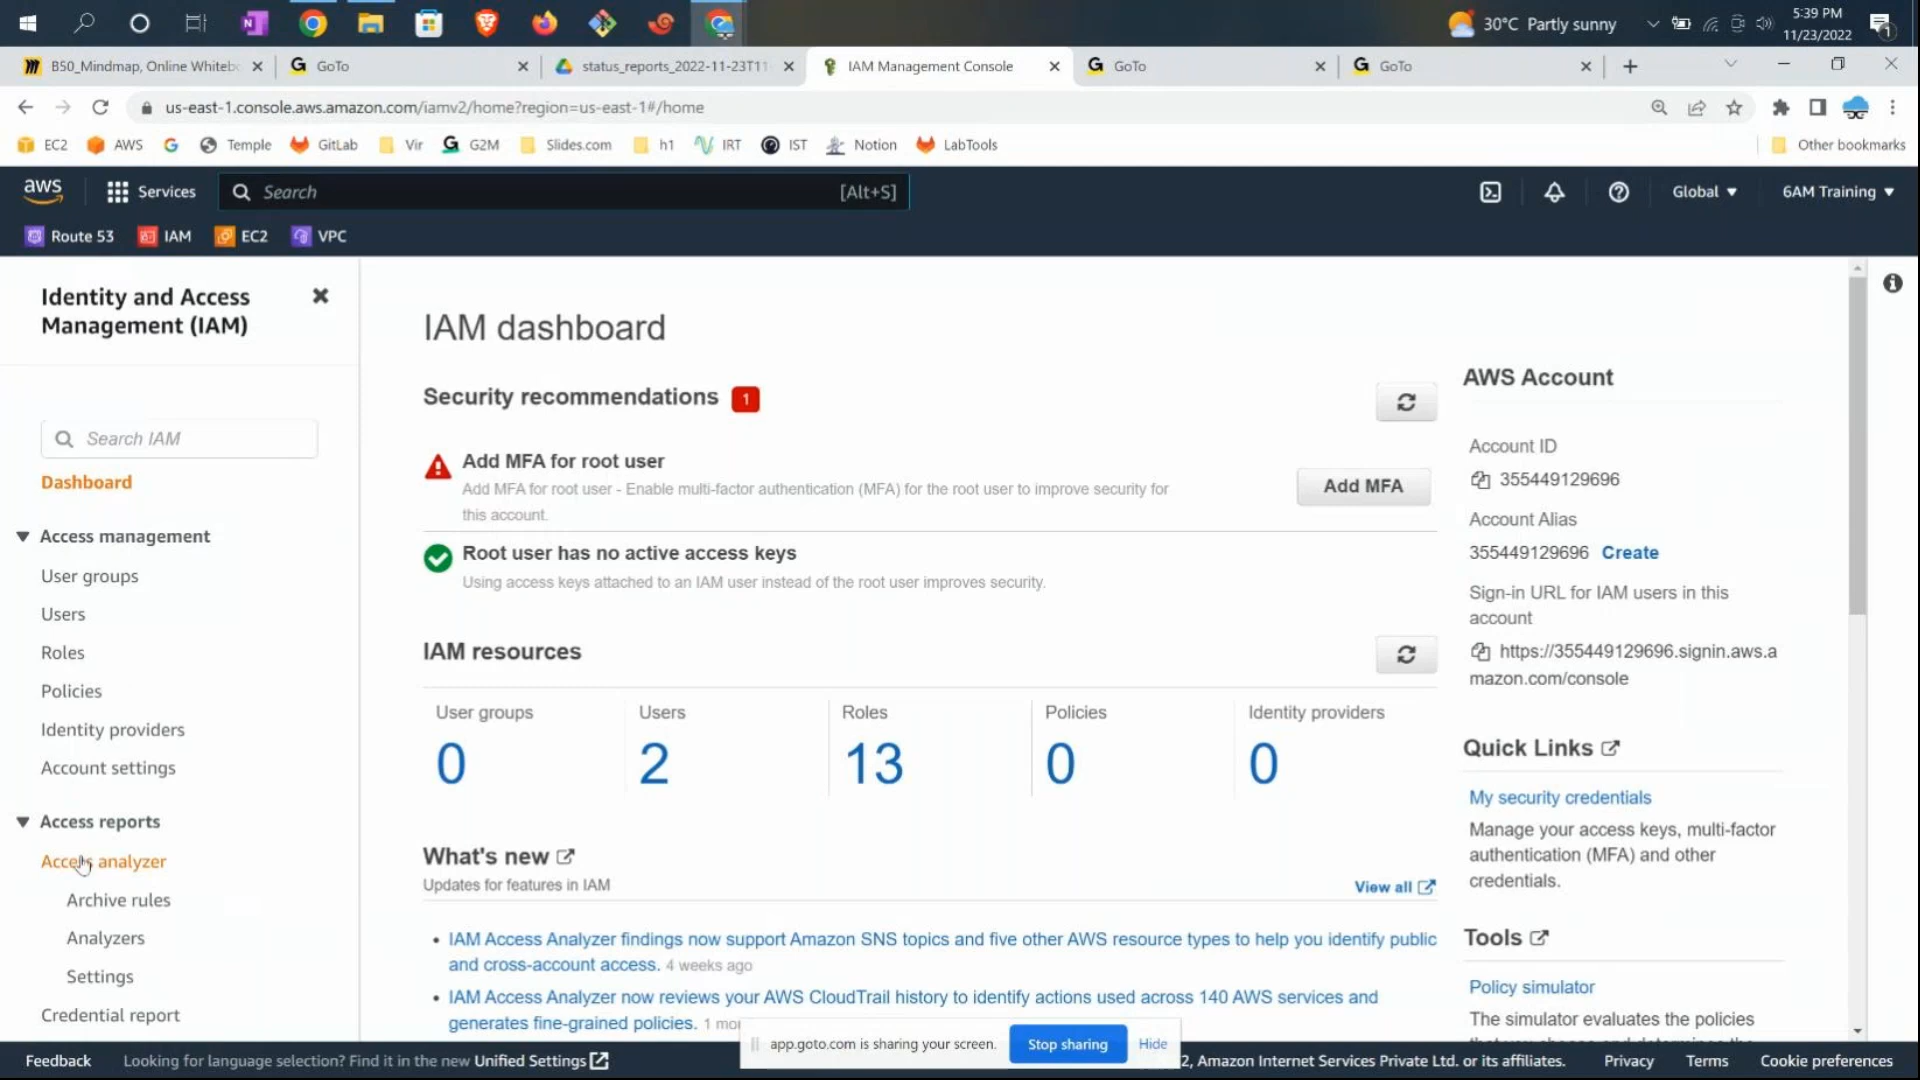 30°C Partly sunny
5:39 PM
11/23/2022
1
B50_Mindmap, Online Whiteb
GoTo
status_reports_2022-11-23T11
IAM Management Console
GoTo
GoTo
us-east-1.console.aws.amazon.com/iamv2/home?region=us-east-1#/home
EC2
AWS
Temple
GitLab
Vir
G2M
Slides.com
h1
IRT
IST
Notion
LabTools
Other bookmarks
aws
Services
Search
[Alt+S]
Global
6AM Training
Route 53
IAM
EC2
VPC
Identity and Access
Management (IAM)
Search IAM
Dashboard
Access management
User groups
Users
Roles
Policies
Identity providers
Account settings
Access reports
Access analyzer
Archive rules
Analyzers
Settings
Credential report
IAM dashboard
Security recommendations 1
Add MFA for root user
Add MFA for root user - Enable multi-factor authentication (MFA) for the root user to improve security for
this account.
Add MFA
Root user has no active access keys
Using access keys attached to an IAM user instead of the root user improves security.
IAM resources
User groups
0
Users
2
Roles
13
Policies
0
Identity providers
0
What's new
Updates for features in IAM
View all
• IAM Access Analyzer findings now support Amazon SNS topics and five other AWS resource types to help you identify public
and cross-account access. 4 weeks ago
• IAM Access Analyzer now reviews your AWS CloudTrail history to identify actions used across 140 AWS services and
generates fine-grained policies. 1 mo
AWS Account
Account ID
355449129696
Account Alias
355449129696 Create
Sign-in URL for IAM users in this
account
https://355449129696.signin.aws.a
mazon.com/console
Quick Links
My security credentials
Manage your access keys, multi-factor
authentication (MFA) and other
credentials.
Tools
Policy simulator
The simulator evaluates the policies
app.goto.com is sharing your screen.
Stop sharing
Hide
Feedback
Looking for language selection? Find it in the new Unified Settings
2, Amazon Internet Services Private Ltd. or its affiliates.
Privacy
Terms
Cookie preferences